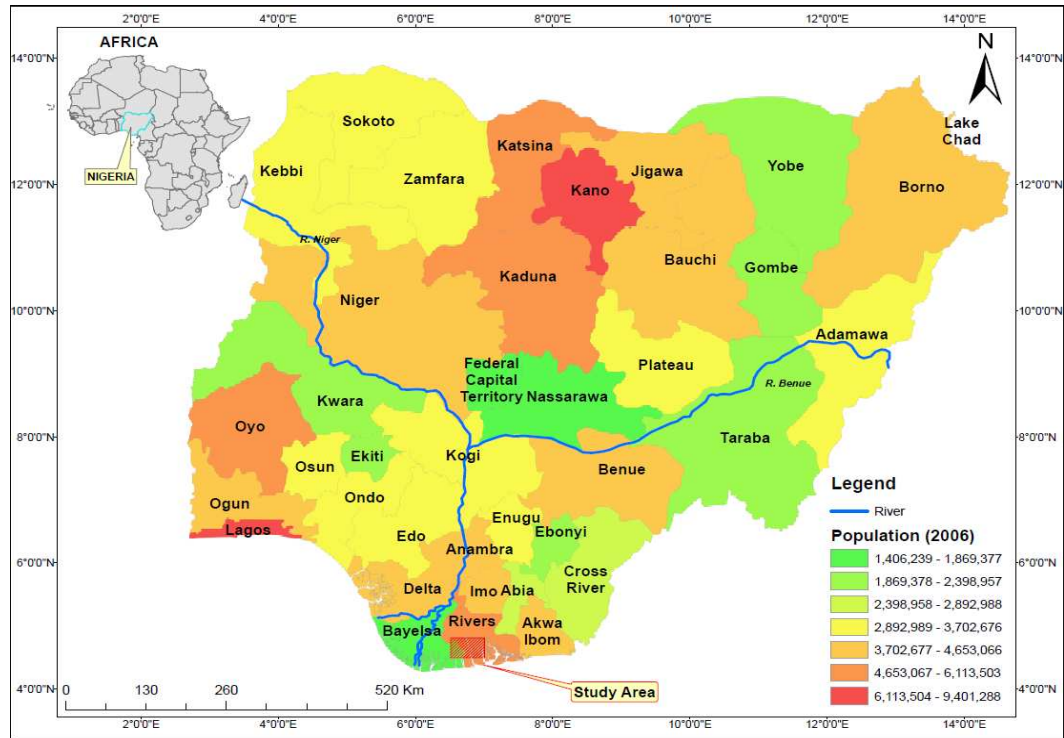 2°0'0"E
4°0'0"E
6°0'0"E
8°0'0"E
10°0'0"E
12°0'0"E
14°0'0"E
AFRICA
NIGERIA
N
14°0'0"N
14°0'0"N
12°0'0"N
12°0'0"N
10°0'0"N
10°0'0"N
8°0'0"N
8°0'0"N
6°0'0"N
6°0'0"N
4°0'0"N
4°0'0"N
Lake
Chad
Sokoto
Kebbi
Zamfara
Katsina
Kano
Jigawa
Yobe
Borno
R. Niger
Niger
Kaduna
Bauchi
Gombe
Adamawa
Plateau
Federal
Capital
Territory Nassarawa
R. Benue
Kwara
Oyo
Taraba
Ekiti
Kogi
Osun
Benue
Ondo
Ogun
Lagos
Enugu
Edo
Ebonyi
Anambra
Cross
River
Delta
Imo Abia
Bayelsa
Rivers
Akwa
Ibom
Study Area
Legend
River
Population (2006)
1,406,239 - 1,869,377
1,869,378 - 2,398,957
2,398,958 - 2,892,988
2,892,989 - 3,702,676
3,702,677 - 4,653,066
4,653,067 - 6,113,503
6,113,504 - 9,401,288
0 130 260 520 Km
2°0'0"E
4°0'0"E
6°0'0"E
8°0'0"E
10°0'0"E
12°0'0"E
14°0'0"E